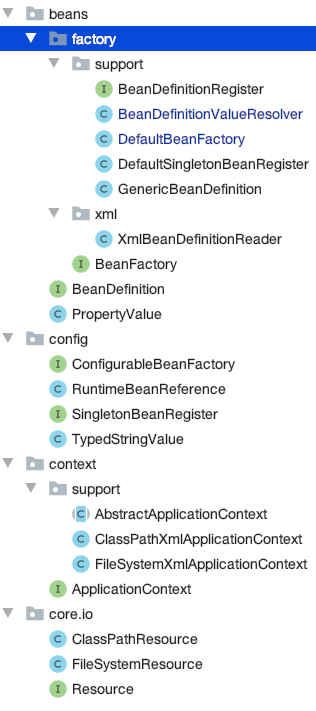 beans
factory
support
I BeanDefinitionRegister
C BeanDefinitionValueResolver
C DefaultBeanFactory
C DefaultSingletonBeanRegister
C GenericBeanDefinition
xml
C XmlBeanDefinitionReader
I BeanFactory
I BeanDefinition
C PropertyValue
config
I ConfigurableBeanFactory
C RuntimeBeanReference
I SingletonBeanRegister
C TypedStringValue
context
support
C AbstractApplicationContext
C ClassPathXmlApplicationContext
C FileSystemXmlApplicationContext
I ApplicationContext
core.io
C ClassPathResource
C FileSystemResource
I Resource